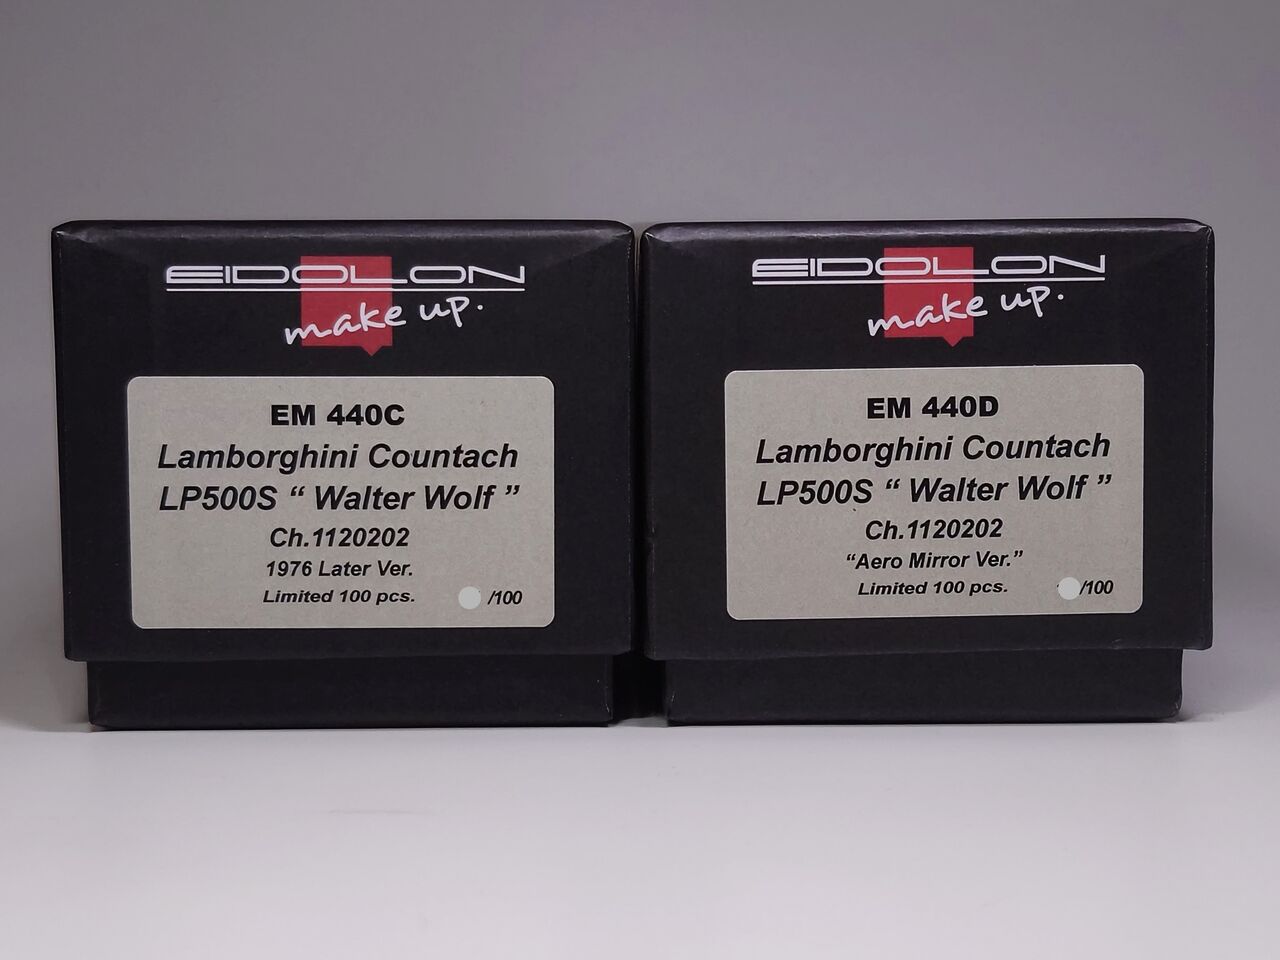 EIDOLON
make up.
EM 440C
Lamborghini Countach
LP500S “ Walter Wolf ”
Ch.1120202
1976 Later Ver.
Limited 100 pcs. /100
EIDOLON
make up.
EM 440D
Lamborghini Countach
LP500S “ Walter Wolf ”
Ch.1120202
“Aero Mirror Ver.”
Limited 100 pcs. /100